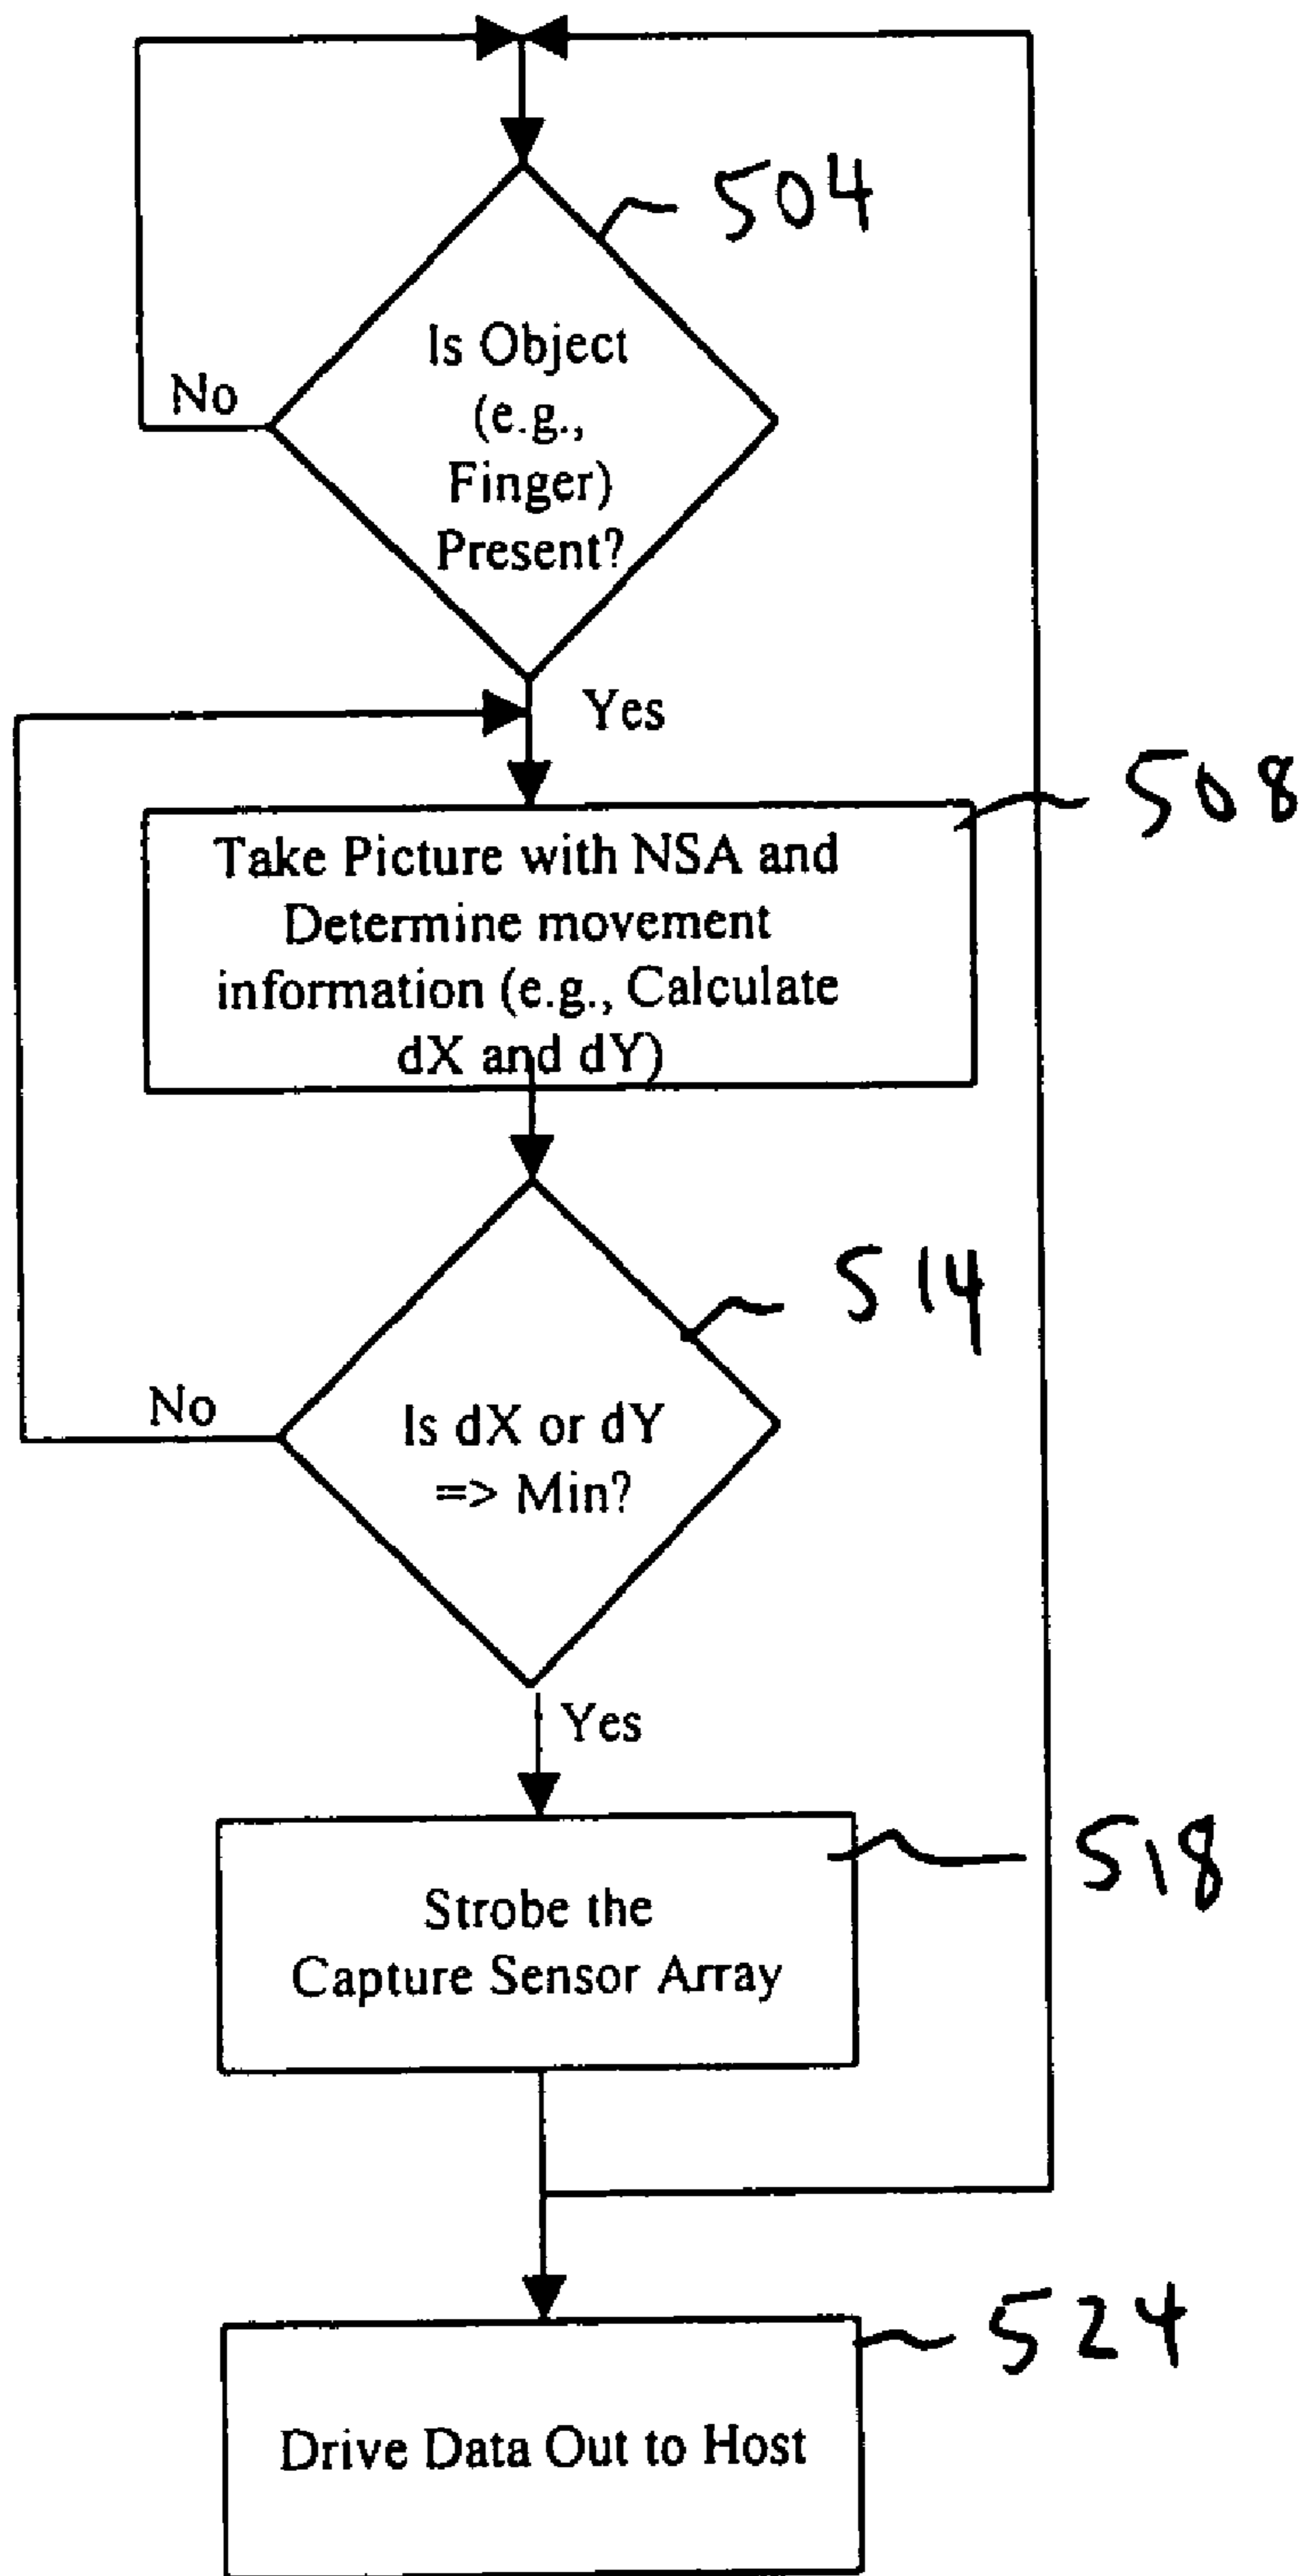 504
Is Object
(e.g.,
Finger)
Present?
No
Yes
508
Take Picture with NSA and
Determine movement
information (e.g., Calculate
dX and dY)
514
Is dX or dY
=> Min?
No
Yes
518
Strobe the
Capture Sensor Array
524
Drive Data Out to Host